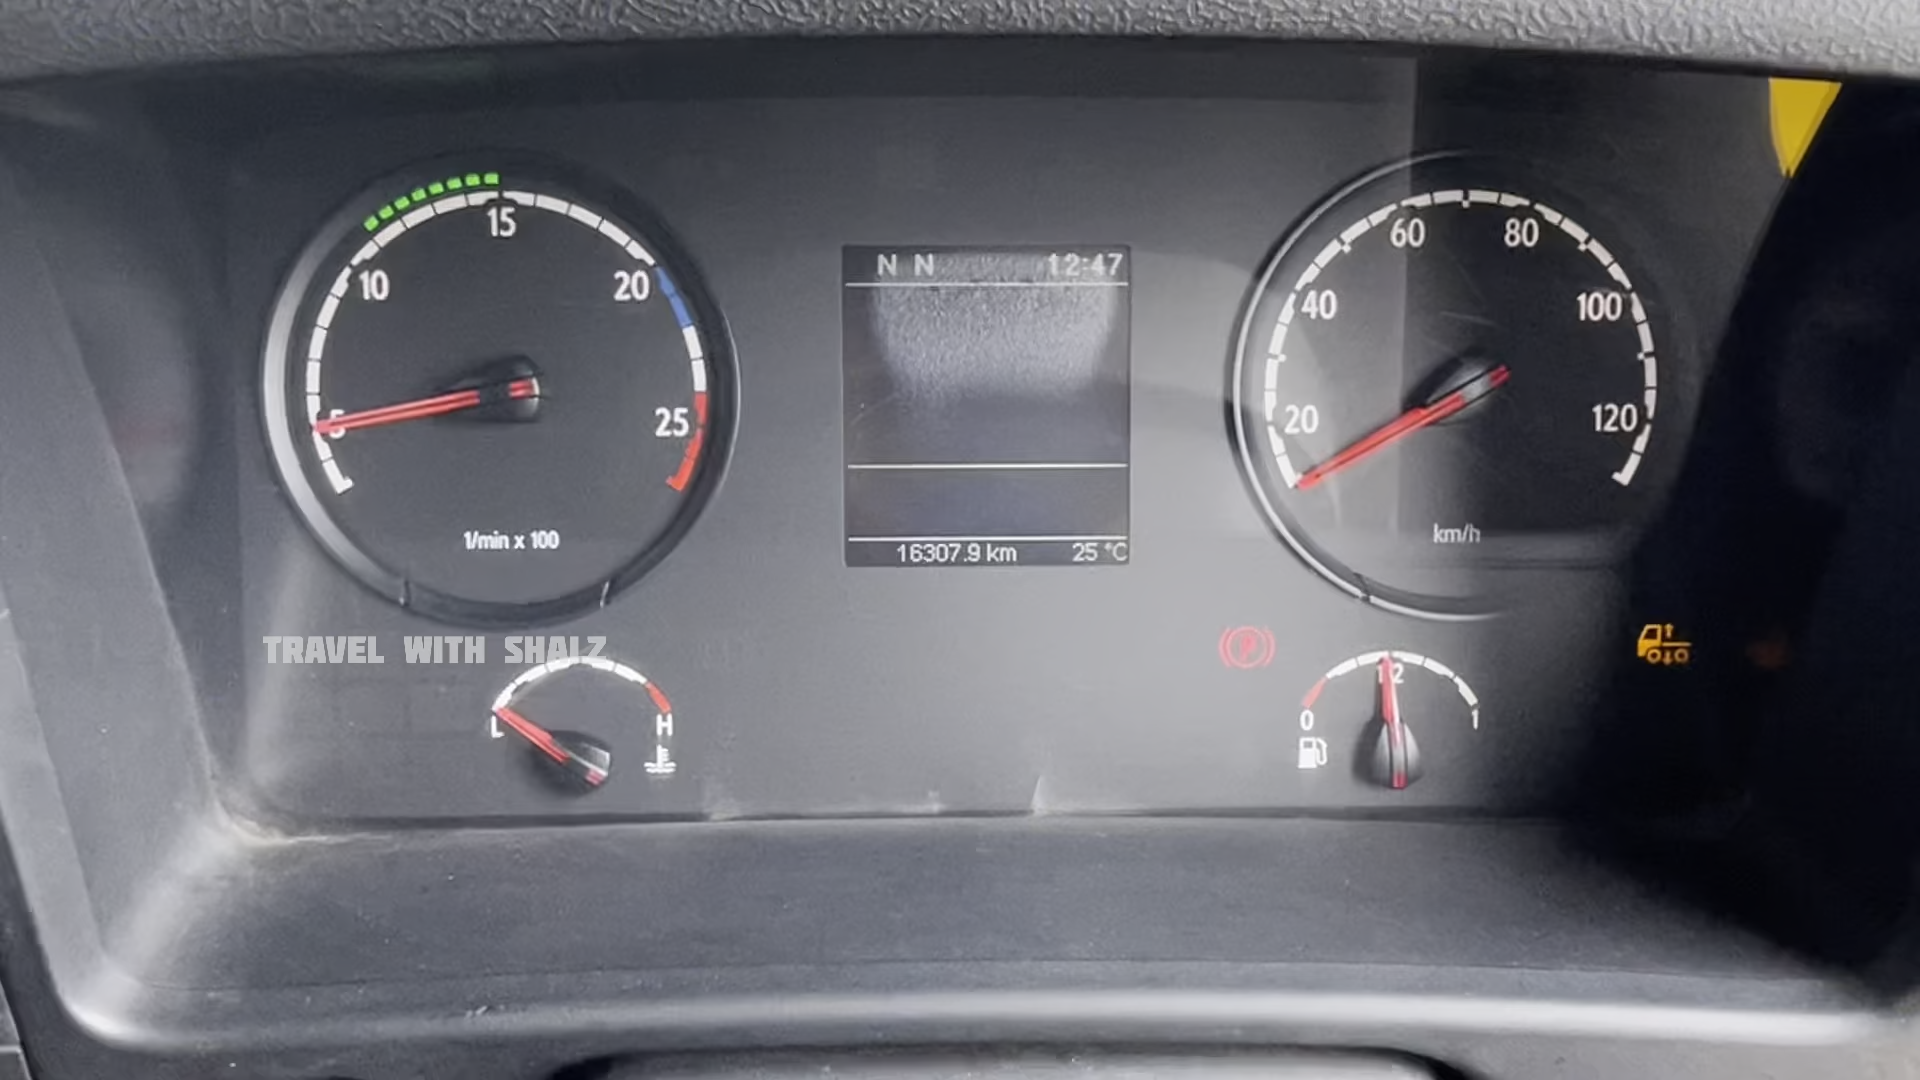 N N 12:47
5 10 15 20 25
1/min x 100
20 40 60 80 100 120
km/h
16307.9 km 25 °C
TRAVEL WITH SHALZ
L H
(P)
0 1/2 1